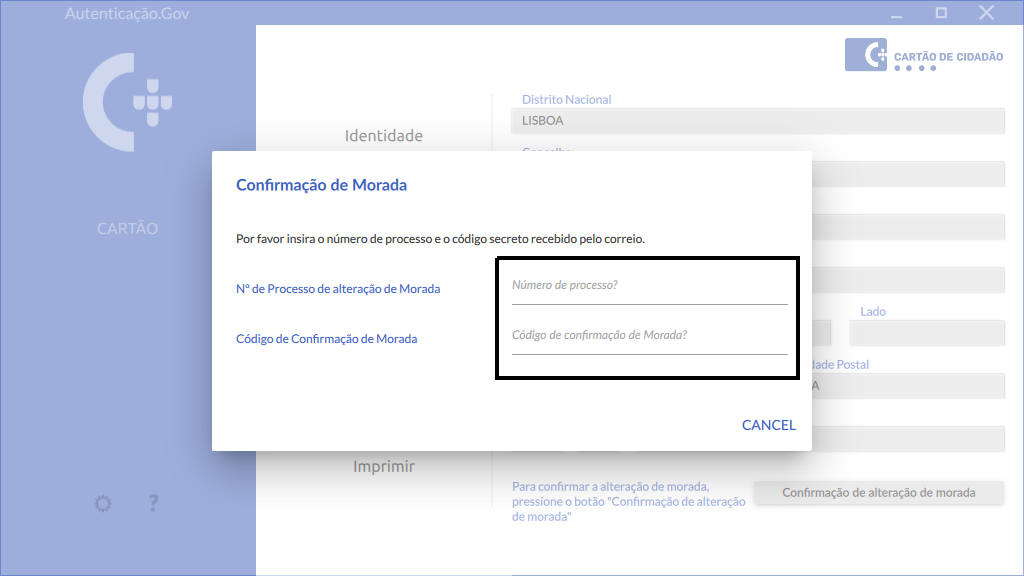 Autenticação.Gov
CARTÃO DE CIDADÃO
Distrito Nacional
LISBOA
Identidade
CARTÃO
Confirmação de Morada
Por favor insira o número de processo e o código secreto recebido pelo correio.
Nº de Processo de alteração de Morada
Número de processo?
Código de Confirmação de Morada
Código de confirmação de Morada?
CANCEL
Lado
dade Postal
A
Imprimir
Para confirmar a alteração de morada,
pressione o botão "Confirmação de alteração
de morada"
Confirmação de alteração de morada
?